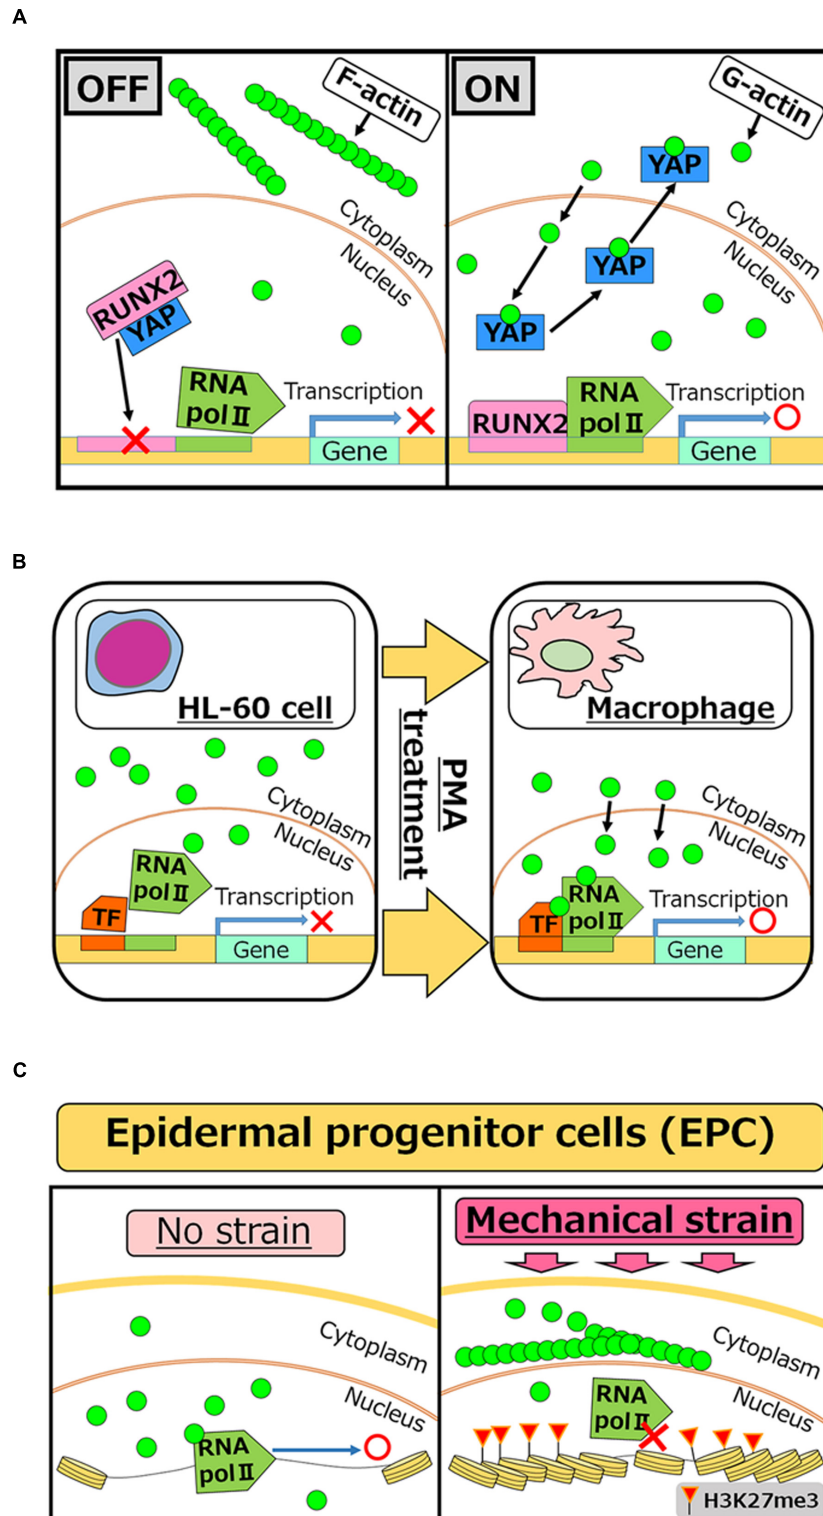 A
OFF
F-actin
Cytoplasm
Nucleus
RUNX2
YAP
RNA
pol II
Transcription
Gene
ON
G-actin
YAP
Cytoplasm
Nucleus
YAP
YAP
RNA
pol II
Transcription
RUNX2
Gene
B
HL-60 cell
Cytoplasm
Nucleus
RNA
pol II
TF
Transcription
Gene
PMA
treatment
Macrophage
Cytoplasm
Nucleus
RNA
pol II
TF
Transcription
Gene
C
Epidermal progenitor cells (EPC)
No strain
Cytoplasm
Nucleus
RNA
pol II
Mechanical strain
Cytoplasm
Nucleus
RNA
pol II
H3K27me3